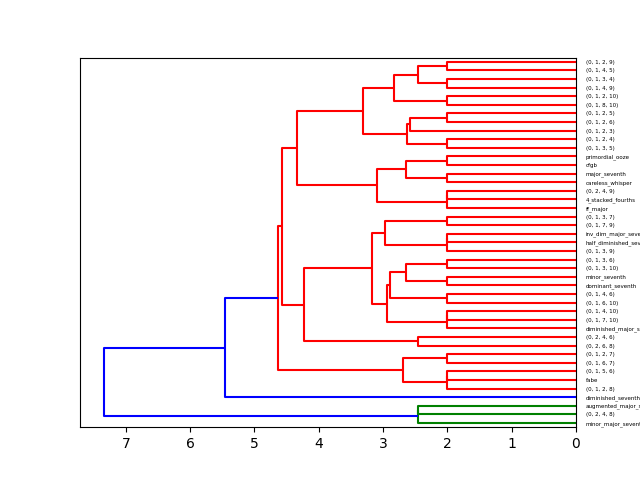 (0, 1, 2, 9)
(0, 1, 4, 5)
(0, 1, 3, 4)
(0, 1, 4, 9)
(0, 1, 2, 10)
(0, 1, 8, 10)
(0, 1, 2, 5)
(0, 1, 2, 6)
(0, 1, 2, 3)
(0, 1, 2, 4)
(0, 1, 3, 5)
primordial_ooze
cfgb
major_seventh
careless_whisper
(0, 2, 4, 9)
4_stacked_fourths
ff_major
(0, 1, 3, 7)
(0, 1, 7, 9)
inv_dim_major_seve
half_diminished_sev
(0, 1, 3, 9)
(0, 1, 3, 6)
(0, 1, 3, 10)
minor_seventh
dominant_seventh
(0, 1, 4, 6)
(0, 1, 6, 10)
(0, 1, 4, 10)
(0, 1, 7, 10)
diminished_major_s
(0, 2, 4, 6)
(0, 2, 6, 8)
(0, 1, 2, 7)
(0, 1, 6, 7)
(0, 1, 5, 6)
fabe
(0, 1, 2, 8)
diminished_seventh
augmented_major_s
(0, 2, 4, 8)
minor_major_sevent
7 6 5 4 3 2 1 0